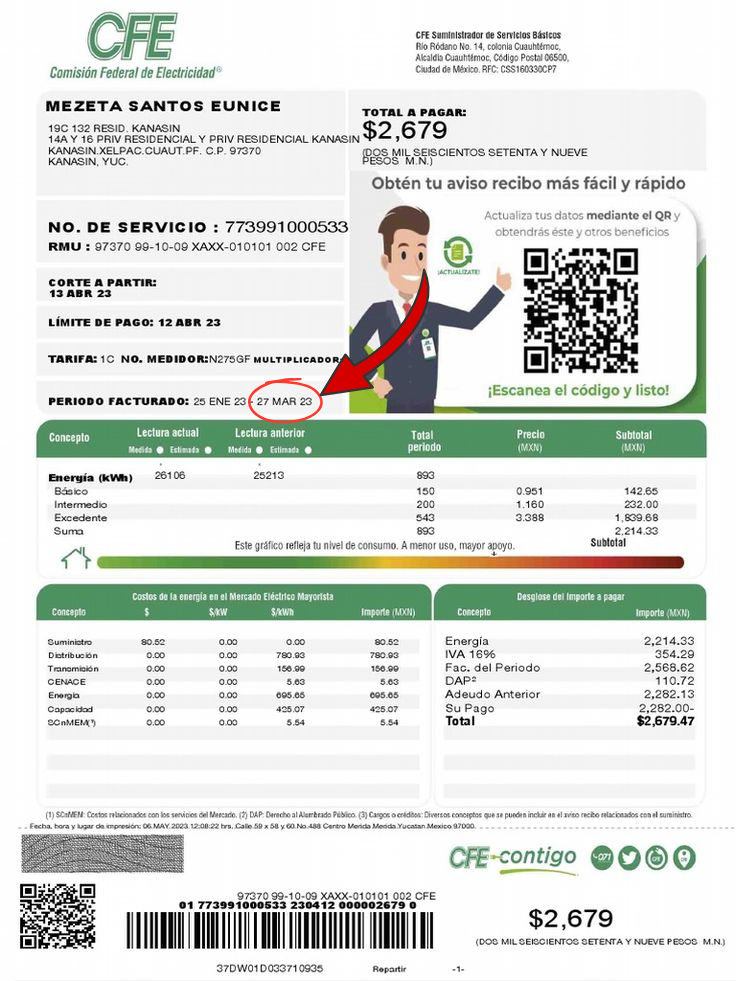 CFE
Comisión Federal de Electricidad®
CFE Suministrador de Servicios Básicos
Río Ródano No. 14, colonia Cuauhtémoc,
Alcaldía Cuauhtémoc, Código Postal 06500,
Ciudad de México. RFC: CSS160330CP7
MEZETA SANTOS EUNICE
19C 132 RESID. KANASIN
14A Y 16 PRIV RESIDENCIAL Y PRIV RESIDENCIAL KANASIN
KANASIN.XELPAC.CUAUT.PF. C.P. 97370
KANASIN, YUC.
TOTAL A PAGAR:
$2,679
(DOS MIL SEISCIENTOS SETENTA Y NUEVE
PESOS M.N.)
Obtén tu aviso recibo más fácil y rápido
Actualiza tus datos mediante el QR y
obtendrás éste y otros beneficios
¡ACTUALÍZATE!
¡Escanea el código y listo!
NO. DE SERVICIO : 773991000533
RMU : 97370 99-10-09 XAXX-010101 002 CFE
CORTE A PARTIR:
13 ABR 23
LÍMITE DE PAGO: 12 ABR 23
TARIFA: 1C NO. MEDIDOR:N275GF MULTIPLICADOR:
PERIODO FACTURADO: 25 ENE 23 - 27 MAR 23
Concepto Lectura actual Lectura anterior Total periodo Precio (MXN) Subtotal (MXN)
Medida Estimada Medida Estimada
Energía (kWh) 26106 25213 893
Básico 150 0.951 142.65
Intermedio 200 1.160 232.00
Excedente 543 3.388 1,839.68
Suma 893 2,214.33
Este gráfico refleja tu nivel de consumo. A menor uso, mayor apoyo. Subtotal
Costos de la energía en el Mercado Eléctrico Mayorista
Concepto $ $/kW $/kWh Importe (MXN)
Suministro 80.52 0.00 0.00 80.52
Distribución 0.00 0.00 780.93 780.93
Transmisión 0.00 0.00 156.99 156.99
CENACE 0.00 0.00 5.63 5.63
Energía 0.00 0.00 695.65 695.65
Capacidad 0.00 0.00 425.07 425.07
SCnMEM(¹) 0.00 0.00 5.54 5.54
Desglose del importe a pagar
Concepto Importe (MXN)
Energía 2,214.33
IVA 16% 354.29
Fac. del Periodo 2,568.62
DAP² 110.72
Adeudo Anterior 2,282.13
Su Pago 2,282.00-
Total $2,679.47
(1) SCnMEM: Costos relacionados con los servicios del Mercado. (2) DAP: Derecho al Alumbrado Público. (3) Cargos o créditos: Diversos conceptos que se pueden incluir en el aviso recibo relacionados con el suministro.
Fecha, hora y lugar de impresión: 06.MAY.2023 12:08:22 hrs. Calle 59 x 58 y 60 No.488 Centro Merida Merida Yucatan Mexico 97000.
CFE contigo 071
97370 99-10-09 XAXX-010101 002 CFE
01 773991000533 230412 000002679 0
$2,679
(DOS MIL SEISCIENTOS SETENTA Y NUEVE PESOS M.N.)
37DW01D033710935 Repartir -1-